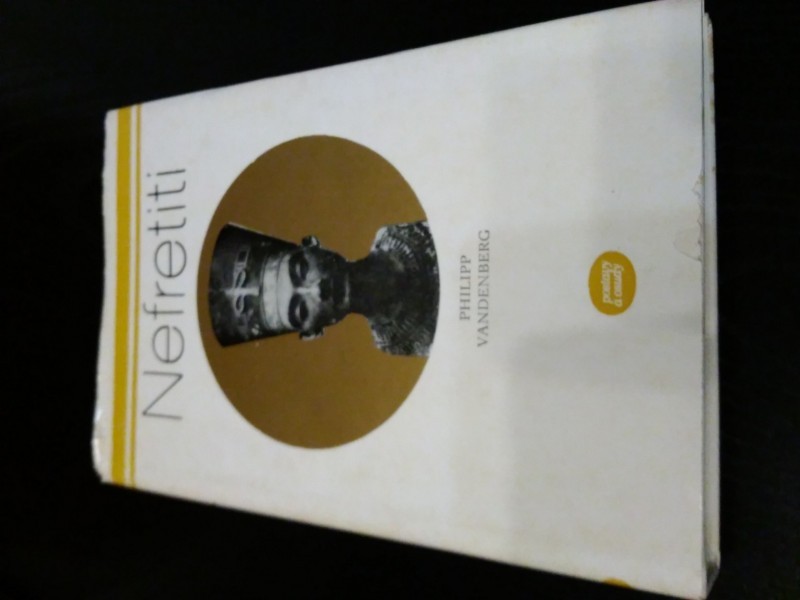 Nefretiti
PHILIPP
VANDENBERG
postavy
a osudy